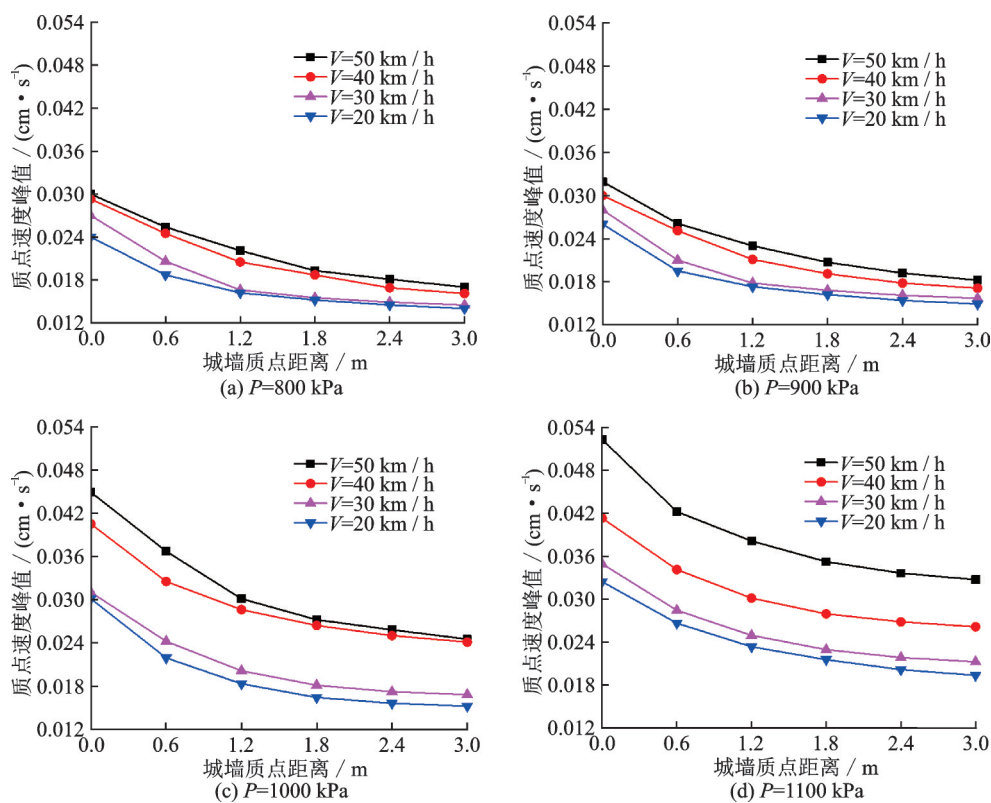 0.054
0.048
0.042
0.036
0.030
0.024
0.018
0.012
质点速度峰值 / (cm • s⁻¹)
V=50 km / h
V=40 km / h
V=30 km / h
V=20 km / h
0.0 0.6 1.2 1.8 2.4 3.0
城墙质点距离 / m
(a) P=800 kPa
0.054
0.048
0.042
0.036
0.030
0.024
0.018
0.012
质点速度峰值 / (cm • s⁻¹)
V=50 km / h
V=40 km / h
V=30 km / h
V=20 km / h
0.0 0.6 1.2 1.8 2.4 3.0
城墙质点距离 / m
(b) P=900 kPa
0.054
0.048
0.042
0.036
0.030
0.024
0.018
0.012
质点速度峰值 / (cm • s⁻¹)
V=50 km / h
V=40 km / h
V=30 km / h
V=20 km / h
0.0 0.6 1.2 1.8 2.4 3.0
城墙质点距离 / m
(c) P=1000 kPa
0.054
0.048
0.042
0.036
0.030
0.024
0.018
0.012
质点速度峰值 / (cm • s⁻¹)
V=50 km / h
V=40 km / h
V=30 km / h
V=20 km / h
0.0 0.6 1.2 1.8 2.4 3.0
城墙质点距离 / m
(d) P=1100 kPa